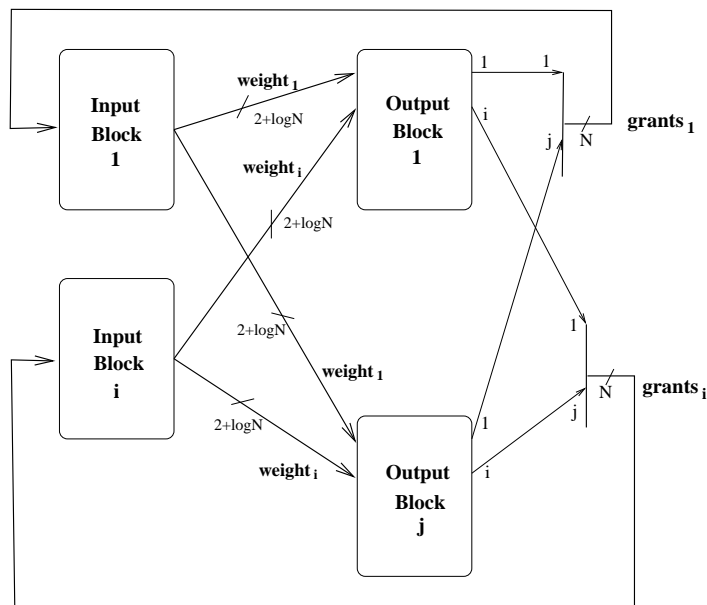 Input
Block
1
weight 1
2+logN
weight i
2+logN
Output
Block
1
1
i
1
j
N
grants 1
Input
Block
i
2+logN
weight 1
2+logN
weight i
Output
Block
j
1
i
1
j
N
grants i